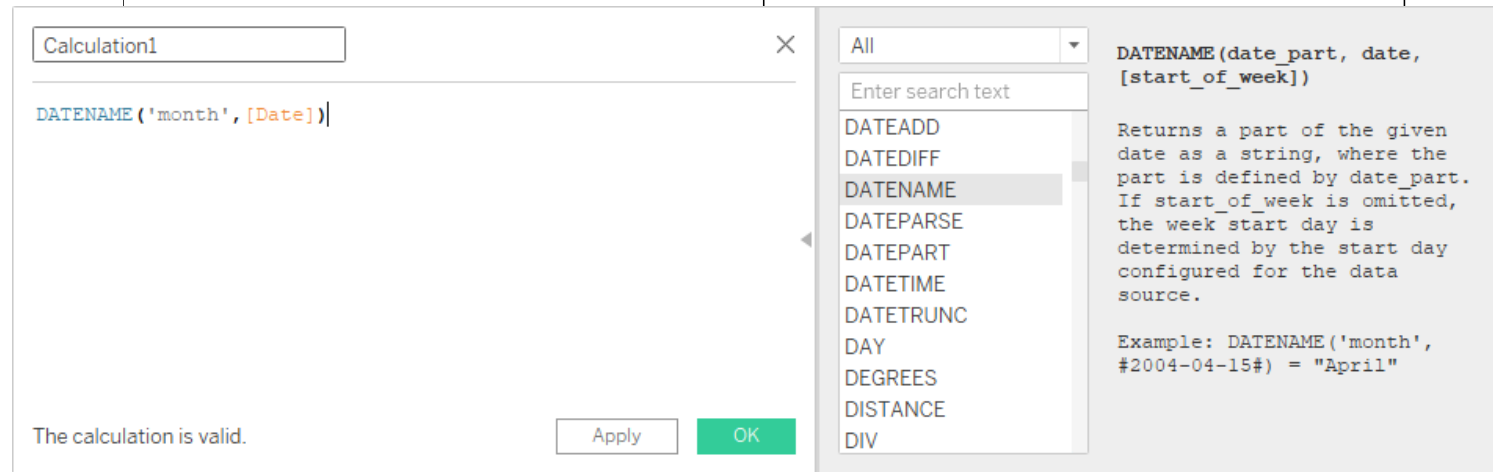 Calculation1
DATENAME('month',[Date])
The calculation is valid.
Apply
OK
All
Enter search text
DATEADD
DATEDIFF
DATENAME
DATEPARSE
DATEPART
DATETIME
DATETRUNC
DAY
DEGREES
DISTANCE
DIV
DATENAME(date_part, date,
[start_of_week])
Returns a part of the given
date as a string, where the
part is defined by date_part.
If start_of_week is omitted,
the week start day is
determined by the start day
configured for the data
source.
Example: DATENAME('month',
#2004-04-15#) = "April"